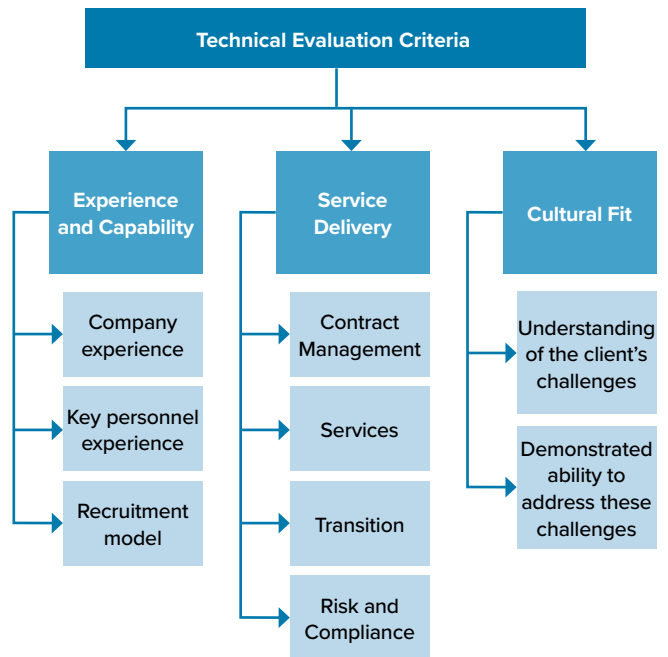 Technical Evaluation Criteria
Experience
and Capability
Company
experience
Key personnel
experience
Recruitment
model
Service
Delivery
Contract
Management
Services
Transition
Risk and
Compliance
Cultural Fit
Understanding
of the client’s
challenges
Demonstrated
ability to
address these
challenges